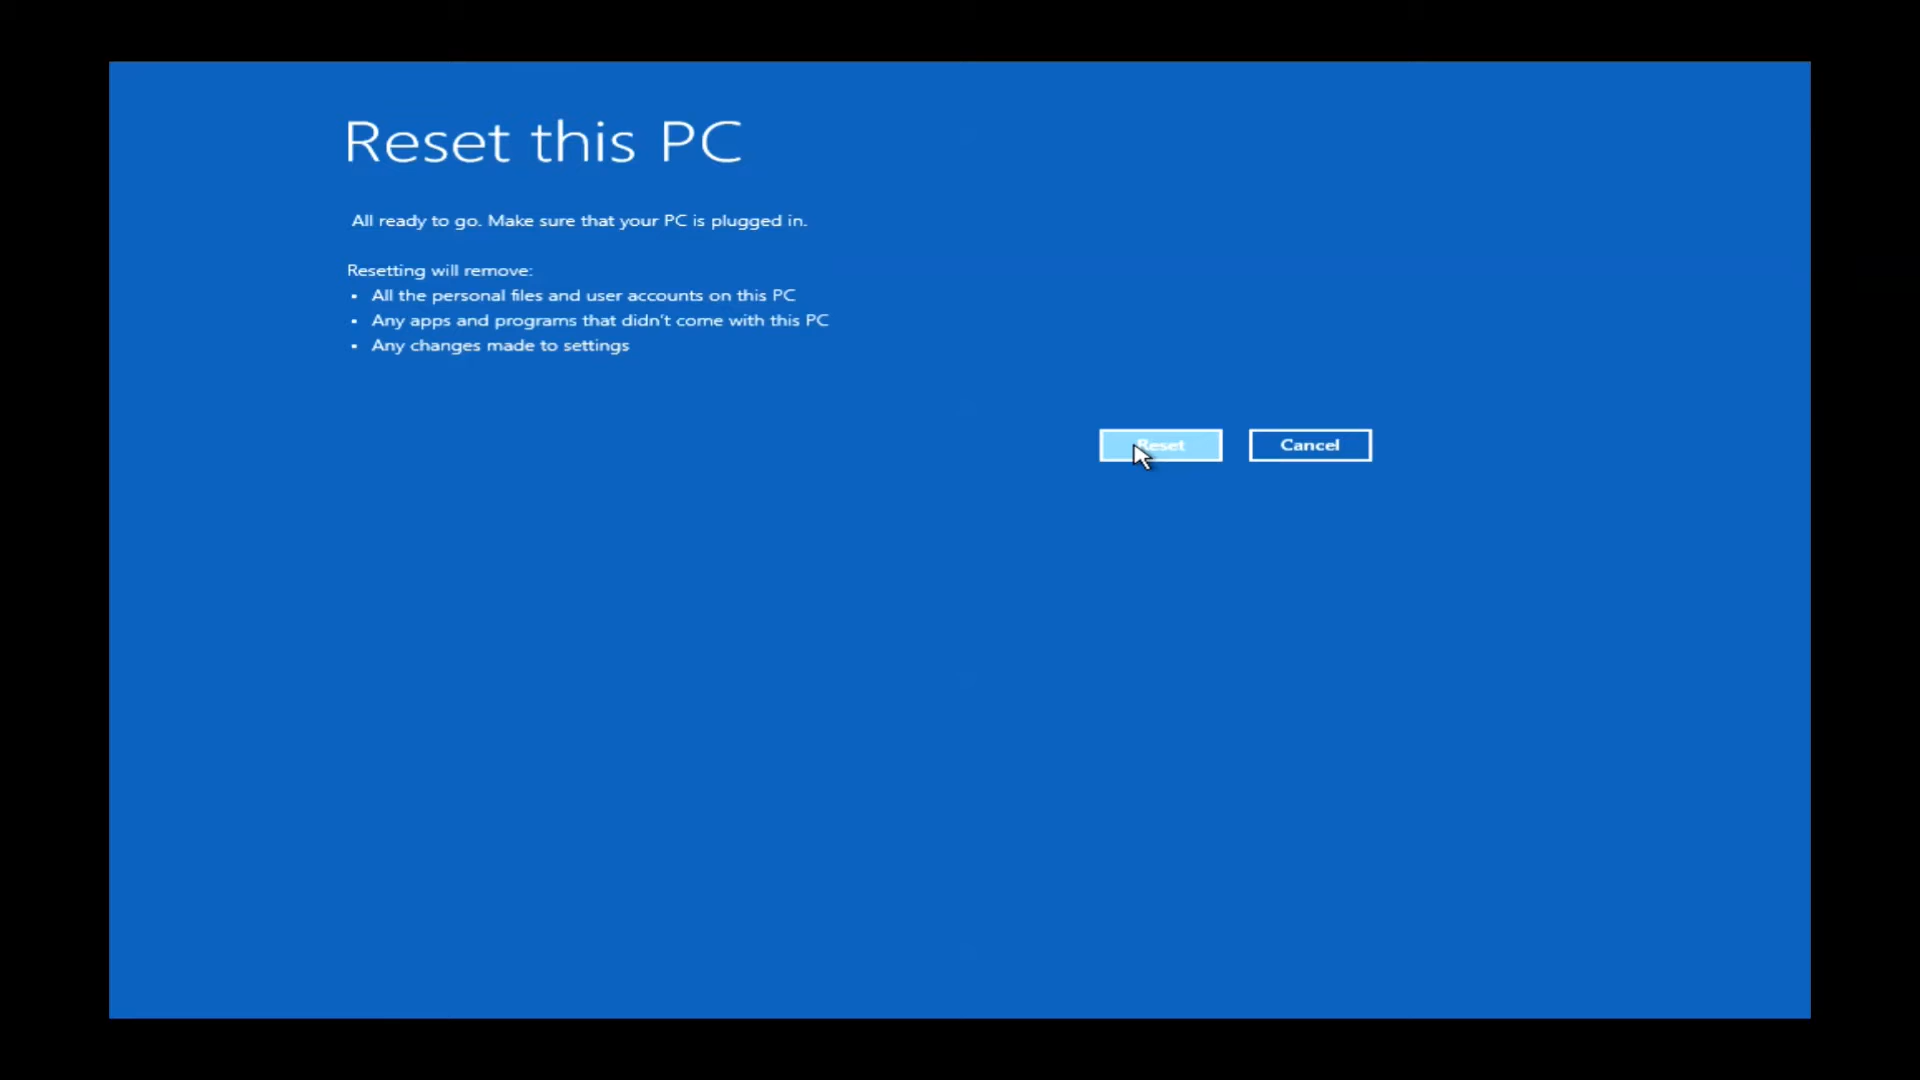 Reset this PC
All ready to go. Make sure that your PC is plugged in.
Resetting will remove:
• All the personal files and user accounts on this PC
• Any apps and programs that didn't come with this PC
• Any changes made to settings
Reset Cancel